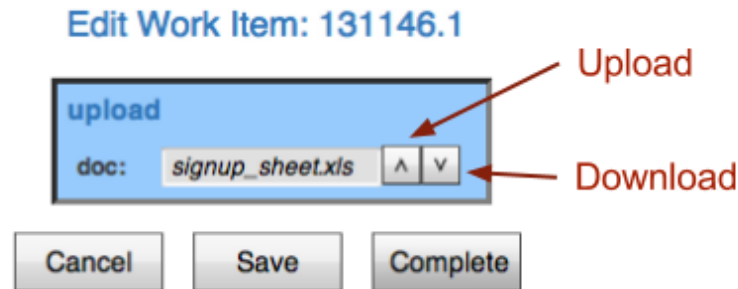 Edit Work Item: 131146.1
Upload
upload
doc: signup_sheet.xls ^ v
Download
Cancel Save Complete